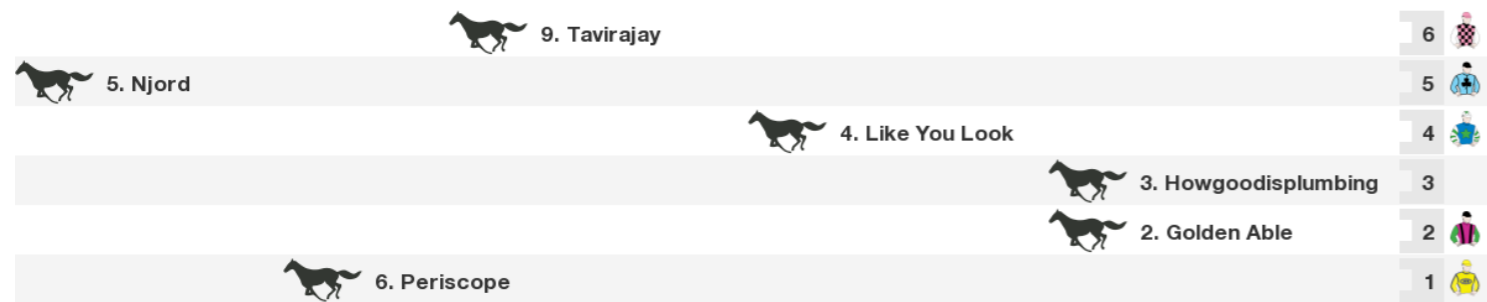 9. Tavirajay 6
5. Njord 5
4. Like You Look 4
3. Howgoodisplumbing 3
2. Golden Able 2
6. Periscope 1